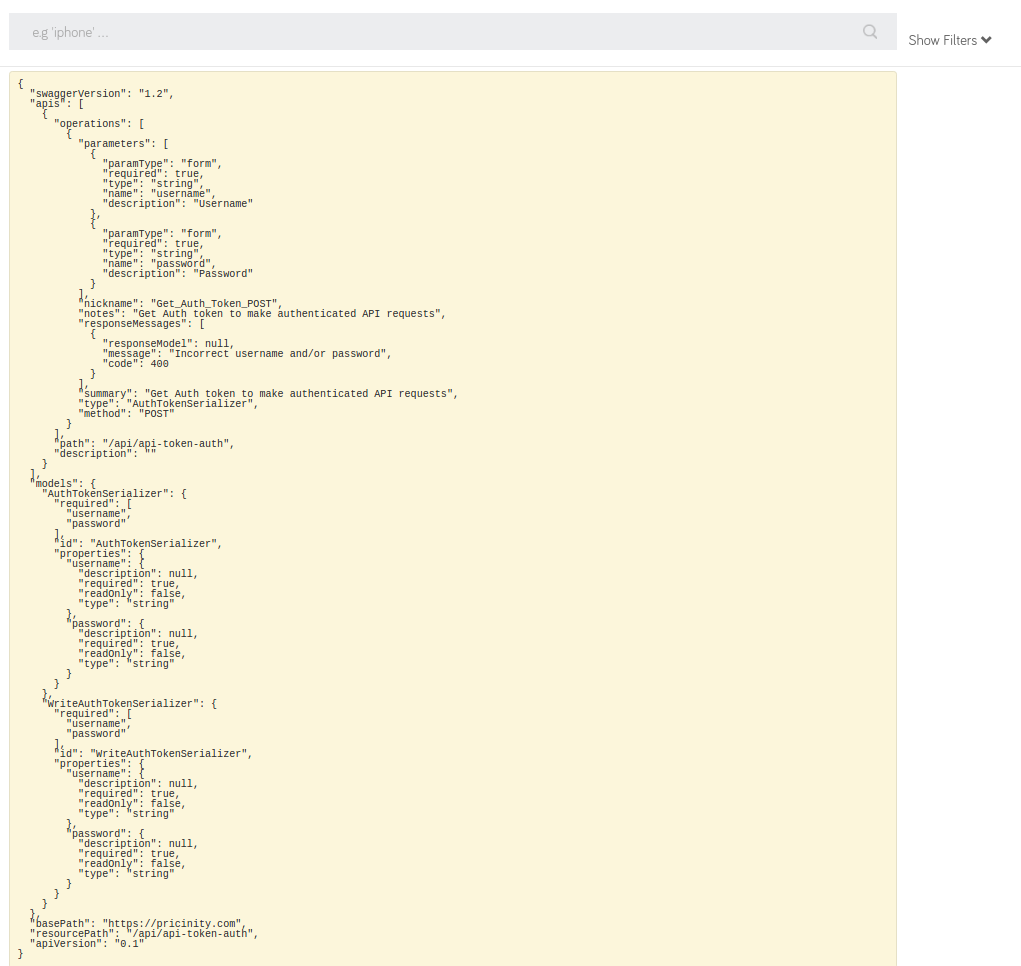 e.g 'iphone' ...
Show Filters
{
  "swaggerVersion": "1.2",
  "apis": [
    {
      "operations": [
        {
          "parameters": [
            {
              "paramType": "form",
              "required": true,
              "type": "string",
              "name": "username",
              "description": "Username"
            },
            {
              "paramType": "form",
              "required": true,
              "type": "string",
              "name": "password",
              "description": "Password"
            }
          ],
          "nickname": "Get_Auth_Token_POST",
          "notes": "Get Auth token to make authenticated API requests",
          "responseMessages": [
            {
              "responseModel": null,
              "message": "Incorrect username and/or password",
              "code": 400
            }
          ],
          "summary": "Get Auth token to make authenticated API requests",
          "type": "AuthTokenSerializer",
          "method": "POST"
        }
      ],
      "path": "/api/api-token-auth",
      "description": ""
    }
  ],
  "models": {
    "AuthTokenSerializer": {
      "required": [
        "username",
        "password"
      ],
      "id": "AuthTokenSerializer",
      "properties": {
        "username": {
          "description": null,
          "required": true,
          "readOnly": false,
          "type": "string"
        },
        "password": {
          "description": null,
          "required": true,
          "readOnly": false,
          "type": "string"
        }
      }
    },
    "WriteAuthTokenSerializer": {
      "required": [
        "username",
        "password"
      ],
      "id": "WriteAuthTokenSerializer",
      "properties": {
        "username": {
          "description": null,
          "required": true,
          "readOnly": false,
          "type": "string"
        },
        "password": {
          "description": null,
          "required": true,
          "readOnly": false,
          "type": "string"
        }
      }
    }
  },
  "basePath": "https://pricinity.com",
  "resourcePath": "/api/api-token-auth",
  "apiVersion": "0.1"
}